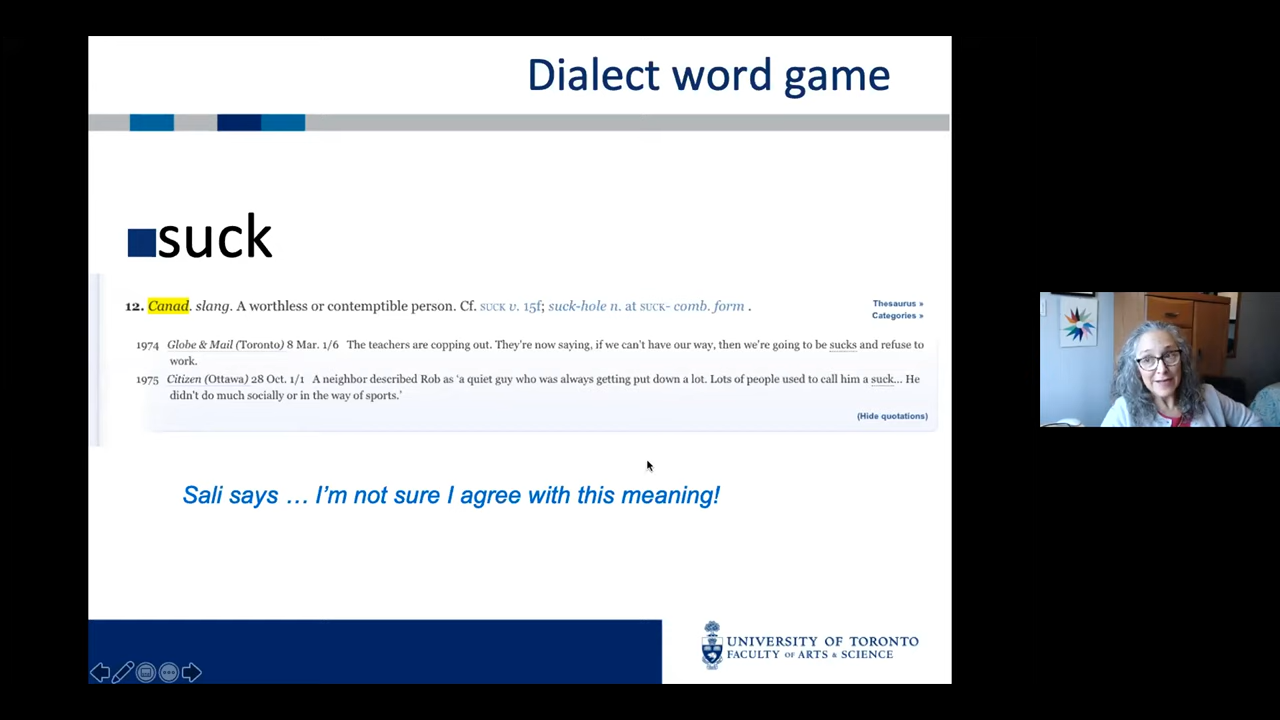 Dialect word game
suck
12. Canad. slang. A worthless or contemptible person. Cf. SUCK v. 15f; suck-hole n. at SUCK- comb. form .
Thesaurus »
Categories »
1974 Globe & Mail (Toronto) 8 Mar. 1/6 The teachers are copping out. They're now saying, if we can't have our way, then we're going to be sucks and refuse to
work.
1975 Citizen (Ottawa) 28 Oct. 1/1 A neighbor described Rob as 'a quiet guy who was always getting put down a lot. Lots of people used to call him a suck... He
didn't do much socially or in the way of sports.'
(Hide quotations)
Sali says … I'm not sure I agree with this meaning!
UNIVERSITY OF TORONTO
FACULTY OF ARTS & SCIENCE